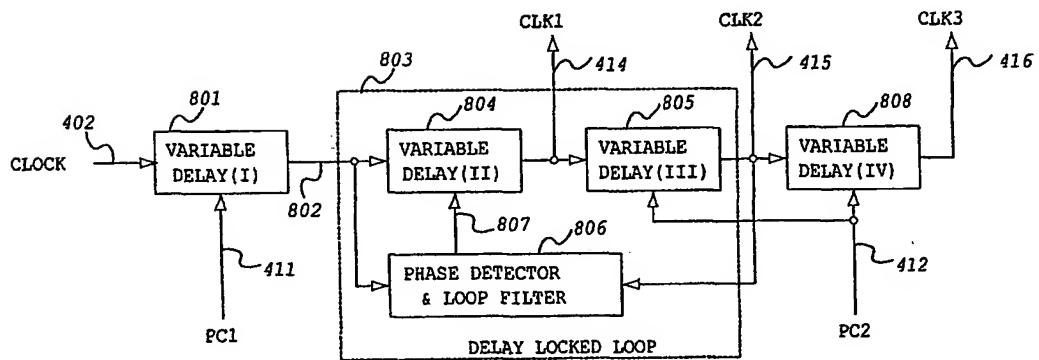 CLK1
CLK2
CLK3
803
414
415
416
801
804
805
808
402
CLOCK
VARIABLE
DELAY(I)
VARIABLE
DELAY(II)
VARIABLE
DELAY(III)
VARIABLE
DELAY(IV)
802
807
806
411
PHASE DETECTOR
& LOOP FILTER
412
PC1
DELAY LOCKED LOOP
PC2